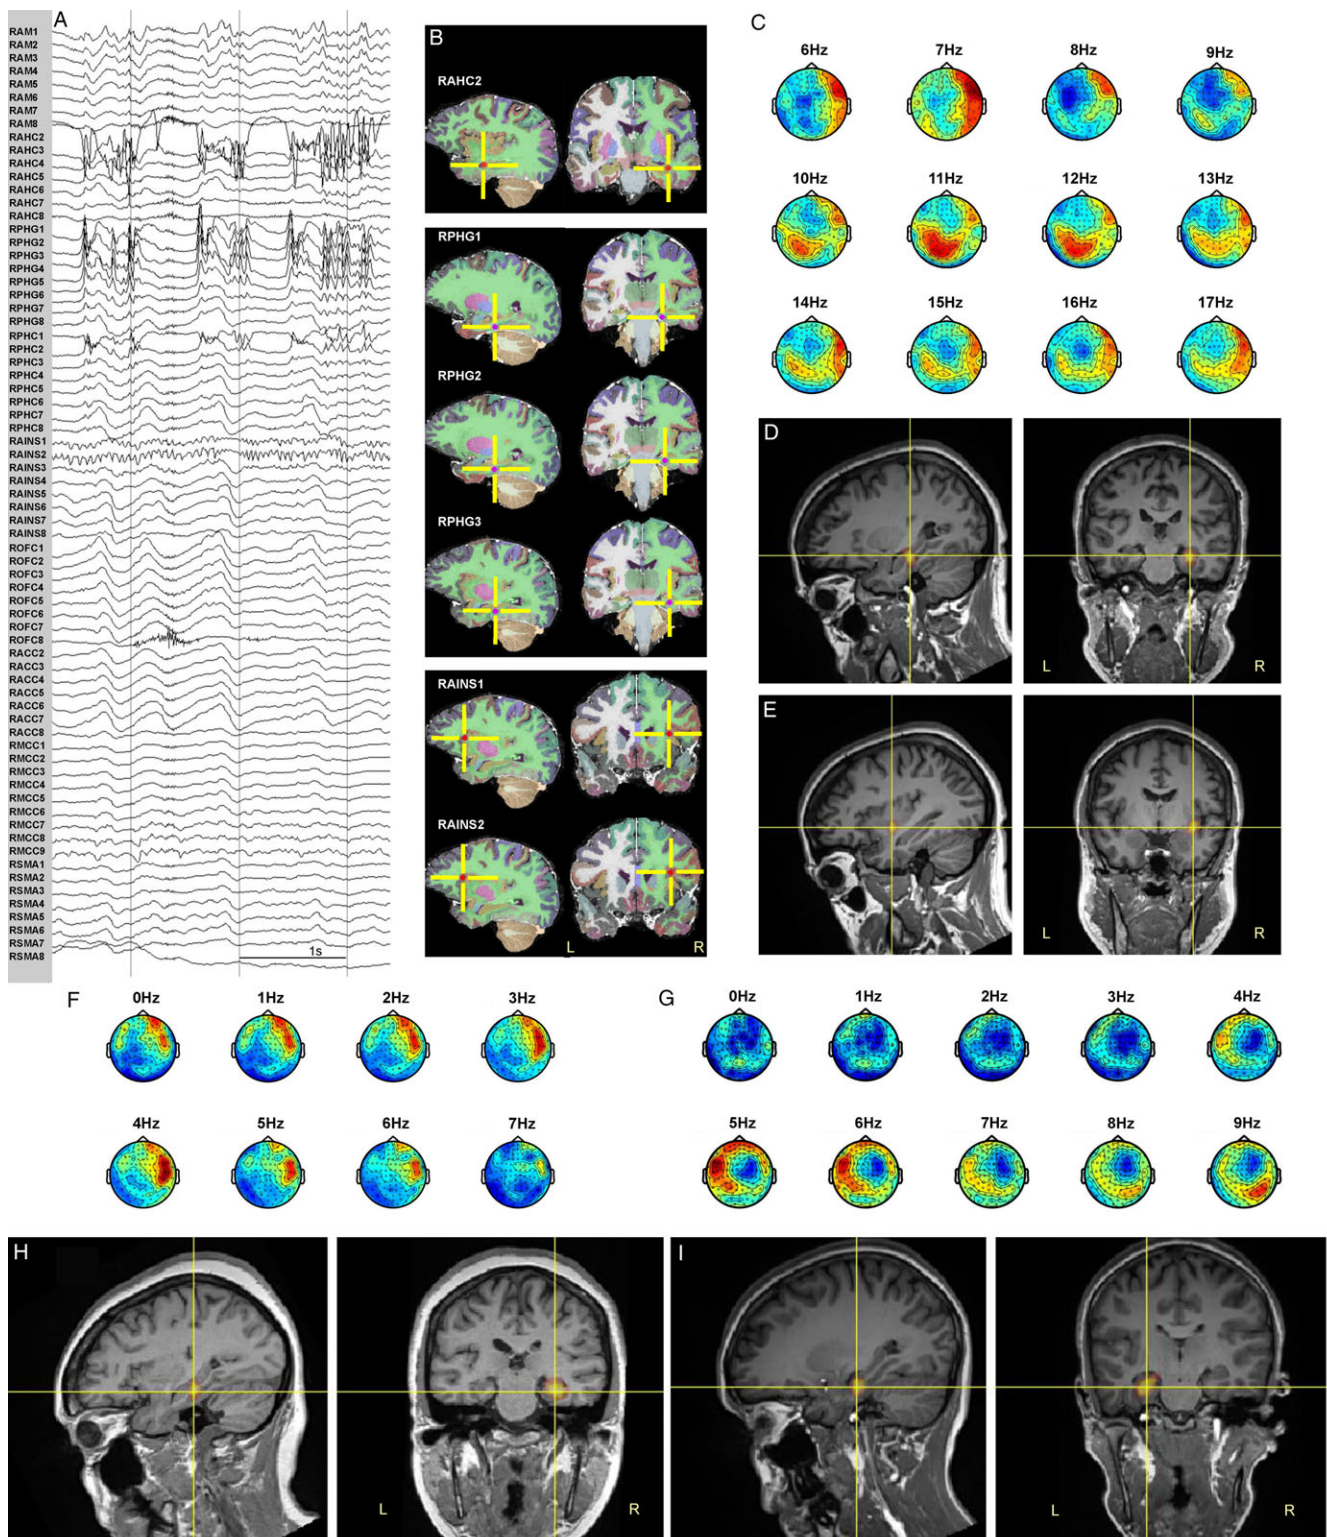 A
RAM1
RAM2
RAM3
RAM4
RAM5
RAM6
RAM7
RAM8
RAHC2
RAHC3
RAHC4
RAHC5
RAHC6
RAHC7
RAHC8
RPHG1
RPHG2
RPHG3
RPHG4
RPHG5
RPHG6
RPHG7
RPHG8
RPHC1
RPHC2
RPHC3
RPHC4
RPHC5
RPHC6
RPHC7
RPHC8
RAINS1
RAINS2
RAINS3
RAINS4
RAINS5
RAINS6
RAINS7
RAINS8
ROFC1
ROFC2
ROFC3
ROFC4
ROFC5
ROFC6
ROFC7
ROFC8
RACC2
RACC3
RACC4
RACC5
RACC6
RACC7
RACC8
RMCC1
RMCC2
RMCC3
RMCC4
RMCC5
RMCC6
RMCC7
RMCC8
RMCC9
RSMA1
RSMA2
RSMA3
RSMA4
RSMA5
RSMA6
RSMA7
RSMA8
1s
B
RAHC2
RPHG1
RPHG2
RPHG3
RAINS1
RAINS2
L R
C
6Hz 7Hz 8Hz 9Hz
10Hz 11Hz 12Hz 13Hz
14Hz 15Hz 16Hz 17Hz
D
L R
E
L R
F
0Hz 1Hz 2Hz 3Hz
4Hz 5Hz 6Hz 7Hz
G
0Hz 1Hz 2Hz 3Hz 4Hz
5Hz 6Hz 7Hz 8Hz 9Hz
H
L R
I
L R